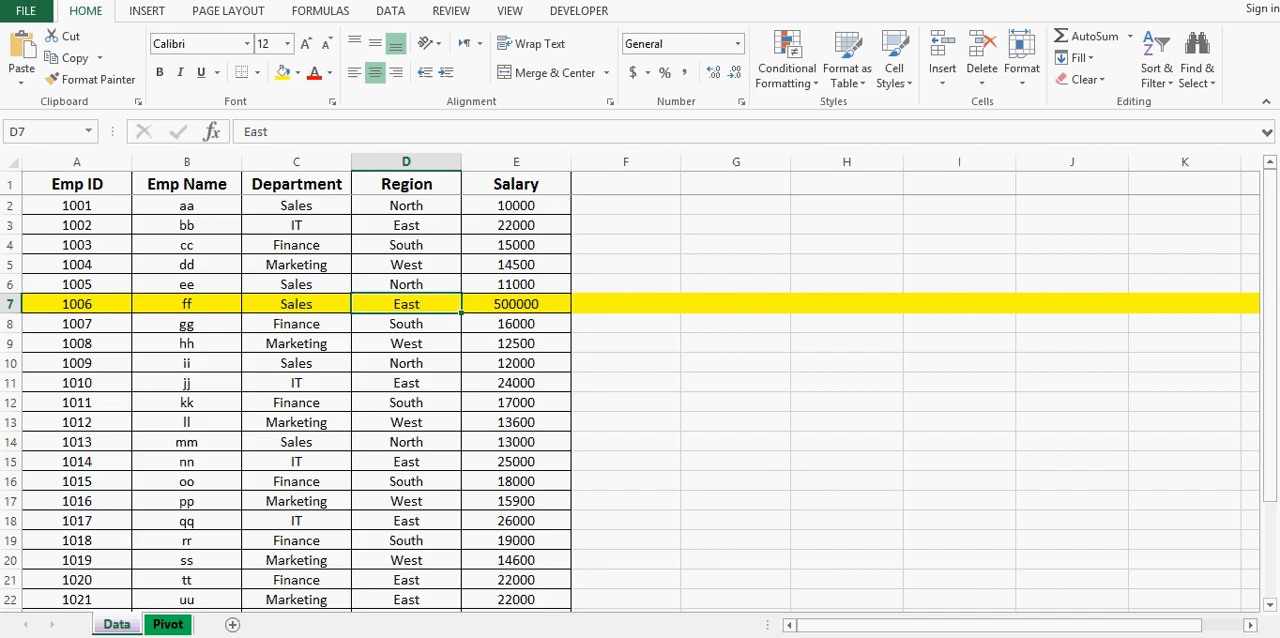 FILE HOME INSERT PAGE LAYOUT FORMULAS DATA REVIEW VIEW DEVELOPER Sign in
Paste
Cut
Copy
Format Painter
Clipboard
Calibri 12
B I U
Font
Wrap Text
Merge & Center
Alignment
General
$ % ,
Number
Conditional Formatting
Format as Table
Cell Styles
Styles
Insert
Delete
Format
Cells
AutoSum
Fill
Clear
Sort & Filter
Find & Select
Editing
D7 fx East
A B C D E F G H I J K
1 Emp ID Emp Name Department Region Salary
2 1001 aa Sales North 10000
3 1002 bb IT East 22000
4 1003 cc Finance South 15000
5 1004 dd Marketing West 14500
6 1005 ee Sales North 11000
7 1006 ff Sales East 500000
8 1007 gg Finance South 16000
9 1008 hh Marketing West 12500
10 1009 ii Sales North 12000
11 1010 jj IT East 24000
12 1011 kk Finance South 17000
13 1012 ll Marketing West 13600
14 1013 mm Sales North 13000
15 1014 nn IT East 25000
16 1015 oo Finance South 18000
17 1016 pp Marketing West 15900
18 1017 qq IT East 26000
19 1018 rr Finance South 19000
20 1019 ss Marketing West 14600
21 1020 tt Finance East 22000
22 1021 uu Marketing East 22000
Data Pivot